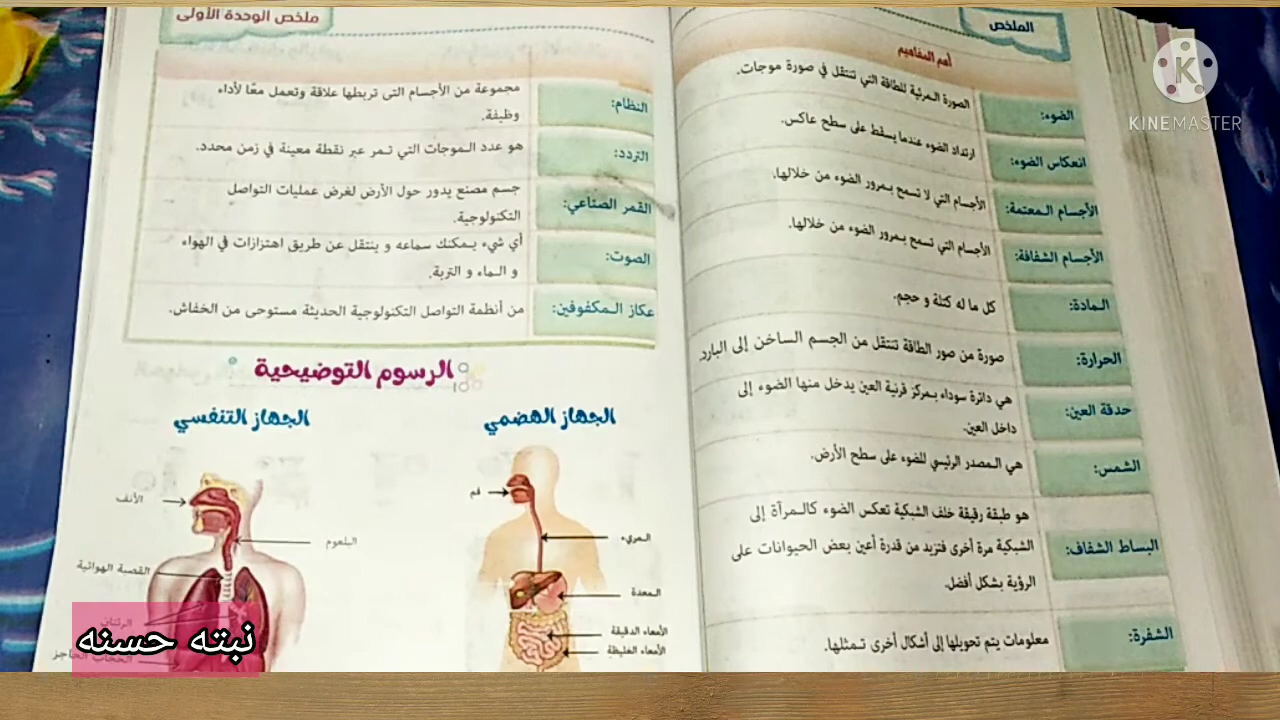 الملخص
أهم المفاهيم
الضوء:
الصورة المرئية للطاقة التي تنتقل في صورة موجات.
انعكاس الضوء:
ارتداد الضوء عندما يسقط على سطح عاكس.
الأجسام المعتمة:
الأجسام التي لا تسمح بمرور الضوء من خلالها.
الأجسام الشفافة:
الأجسام التي تسمح بمرور الضوء من خلالها.
المادة:
كل ما له كتلة و حجم.
الحرارة:
صورة من صور الطاقة تنتقل من الجسم الساخن إلى البارد.
حدقة العين:
هي دائرة سوداء بمركز قرنية العين يدخل منها الضوء إلى
داخل العين.
الشمس:
هي المصدر الرئيسي للضوء على سطح الأرض.
البساط الشفاف:
هو طبقة رقيقة خلف الشبكية تعكس الضوء كالمرآة إلى
الشبكية مرة أخرى فتزيد من قدرة أعين بعض الحيوانات على
الرؤية بشكل أفضل.
الشفرة:
معلومات يتم تحويلها إلى أشكال أخرى تمثلها.
ملخص الوحدة الأولى
النظام:
مجموعة من الأجسام التى تربطها علاقة وتعمل معًا لأداء
وظيفة.
التردد:
هو عدد الموجات التي تمر عبر نقطة معينة في زمن محدد.
القمر الصناعي:
جسم مصنع يدور حول الأرض لغرض عمليات التواصل
التكنولوجية.
الصوت:
أي شيء يمكنك سماعه و ينتقل عن طريق اهتزازات في الهواء
و الماء و التربة.
عكاز المكفوفين:
من أنظمة التواصل التكنولوجية الحديثة مستوحى من الخفاش.
الرسوم التوضيحية
الجهاز الهضمي
فم
المريء
المعدة
الأمعاء الدقيقة
الأمعاء الغليظة
الجهاز التنفسي
الأنف
البلعوم
القصبة الهوائية
الرئتان
الحجاب الحاجز
نبته حسنه
K
KINEMASTER